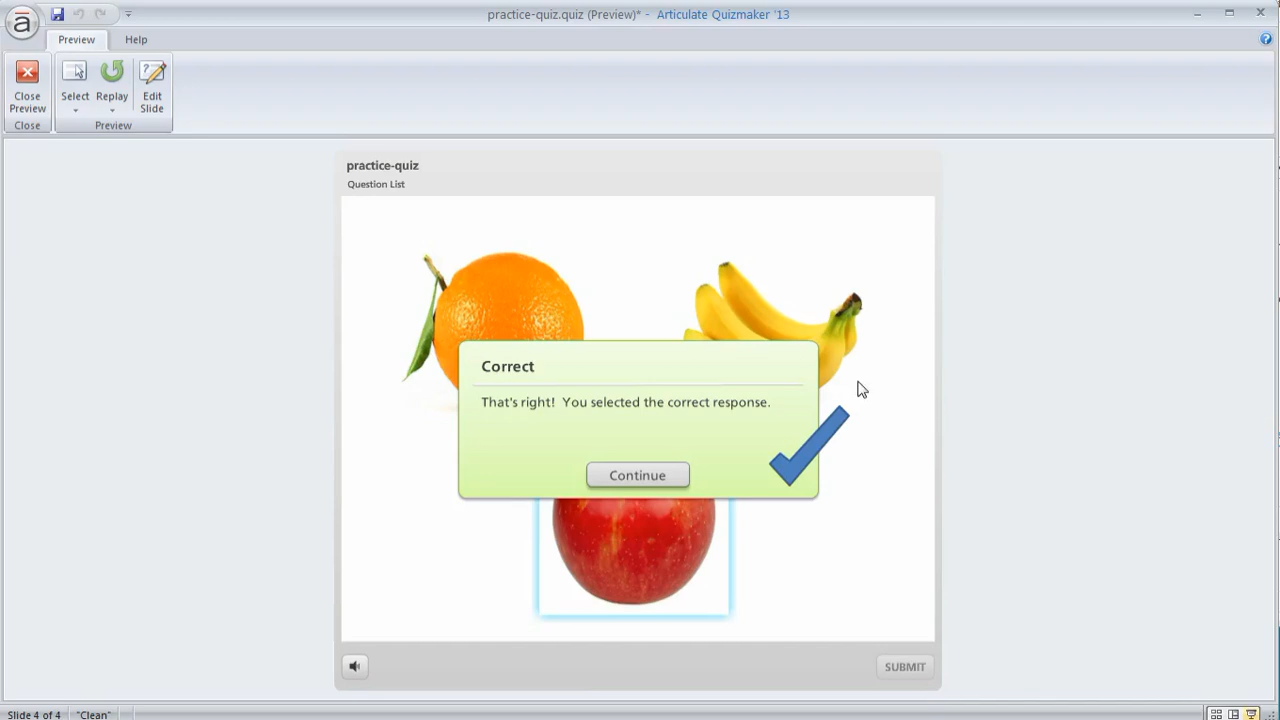 practice-quiz.quiz (Preview)* - Articulate Quizmaker '13
Preview Help
Close Preview
Select
Replay
Edit Slide
Close
Preview
practice-quiz
Question List
Correct
That's right! You selected the correct response.
Continue
SUBMIT
Slide 4 of 4 "Clean"